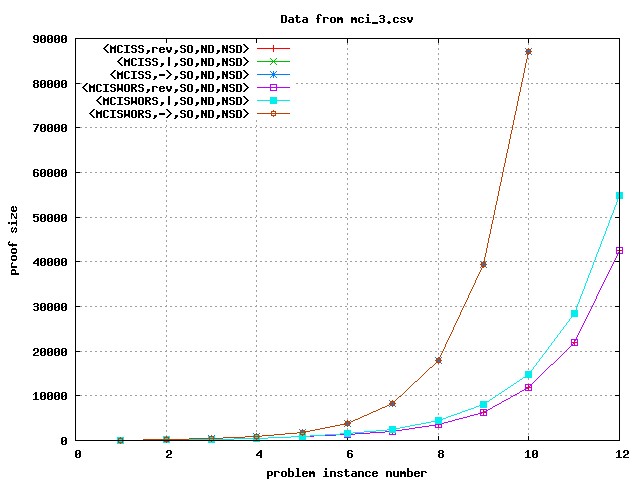 Data from mci_3.csv
90000
80000
70000
60000
50000
40000
30000
20000
10000
0
proof size
<MCISS,rev,SO,ND,NSD>
<MCISS,|,SO,ND,NSD>
<MCISS,->,SO,ND,NSD>
<MCISWORS,rev,SO,ND,NSD>
<MCISWORS,|,SO,ND,NSD>
<MCISWORS,->,SO,ND,NSD>
0 2 4 6 8 10 12
problem instance number